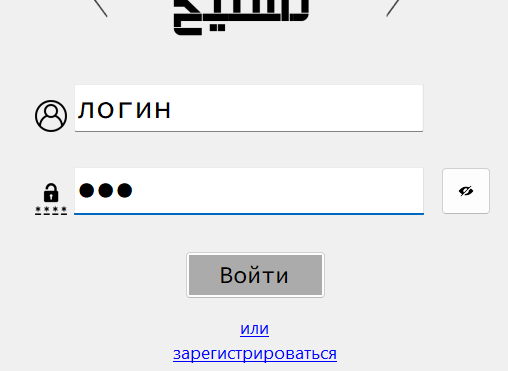 логин
●●●
****
Войти
или
зарегистрироваться